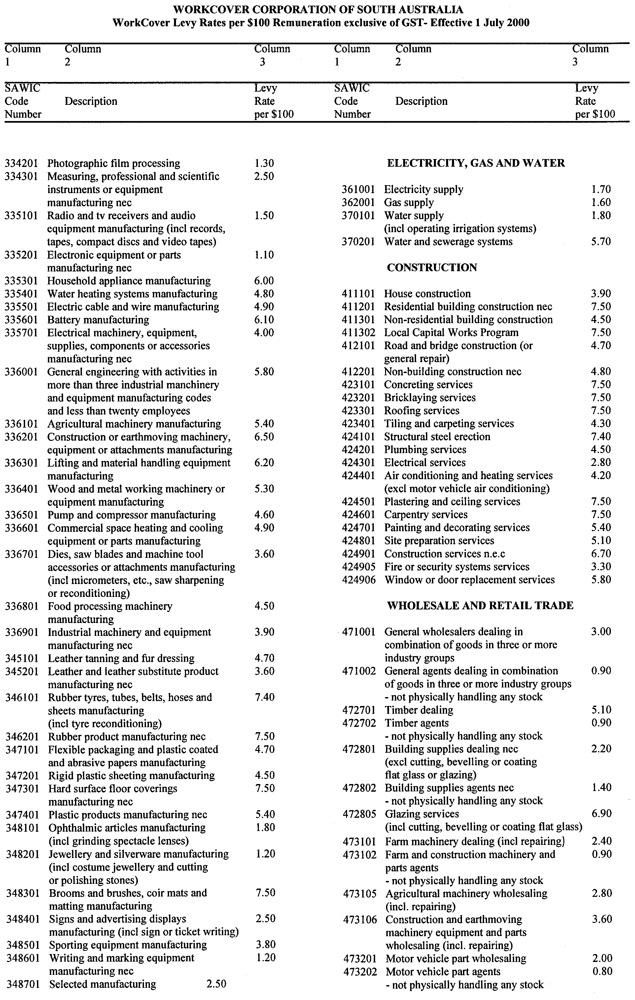 WORKCOVER CORPORATION OF SOUTH AUSTRALIA
WorkCover Levy Rates per $100 Remuneration exclusive of GST- Effective 1 July 2000
Column Column Column
1 2 3
SAWIC Levy
Code Description Rate
Number per $100
334201 Photographic film processing 1.30
334301 Measuring, professional and scientific 2.50
instruments or equipment
manufacturing nec
335101 Radio and tv receivers and audio 1.50
equipment manufacturing (incl records,
tapes, compact discs and video tapes)
335201 Electronic equipment or parts 1.10
manufacturing nec
335301 Household appliance manufacturing 6.00
335401 Water heating systems manufacturing 4.80
335501 Electric cable and wire manufacturing 4.90
335601 Battery manufacturing 6.10
335701 Electrical machinery, equipment, 4.00
supplies, components or accessories
manufacturing nec
336001 General engineering with activities in 5.80
more than three industrial manchinery
and equipment manufacturing codes
and less than twenty employees
336101 Agricultural machinery manufacturing 5.40
336201 Construction or earthmoving machinery, 6.50
equipment or attachments manufacturing
336301 Lifting and material handling equipment 6.20
manufacturing
336401 Wood and metal working machinery or 5.30
equipment manufacturing
336501 Pump and compressor manufacturing 4.60
336601 Commercial space heating and cooling 4.90
equipment or parts manufacturing
336701 Dies, saw blades and machine tool 3.60
accessories or attachments manufacturing
(incl micrometers, etc., saw sharpening
or reconditioning)
336801 Food processing machinery 4.50
manufacturing
336901 Industrial machinery and equipment 3.90
manufacturing nec
345101 Leather tanning and fur dressing 4.70
345201 Leather and leather substitute product 3.60
manufacturing nec
346101 Rubber tyres, tubes, belts, hoses and 7.40
sheets manufacturing
(incl tyre reconditioning)
346201 Rubber product manufacturing nec 7.50
347101 Flexible packaging and plastic coated 4.70
and abrasive papers manufacturing
347201 Rigid plastic sheeting manufacturing 4.50
347301 Hard surface floor coverings 7.50
manufacturing nec
347401 Plastic products manufacturing nec 5.40
348101 Ophthalmic articles manufacturing 1.80
(incl grinding spectacle lenses)
348201 Jewellery and silverware manufacturing 1.20
(incl costume jewellery and cutting
or polishing stones)
348301 Brooms and brushes, coir mats and 7.50
matting manufacturing
348401 Signs and advertising displays 2.50
manufacturing (incl sign or ticket writing)
348501 Sporting equipment manufacturing 3.80
348601 Writing and marking equipment 1.20
manufacturing nec
348701 Selected manufacturing 2.50
Column Column Column
1 2 3
SAWIC Levy
Code Description Rate
Number per $100
ELECTRICITY, GAS AND WATER
361001 Electricity supply 1.70
362001 Gas supply 1.60
370101 Water supply 1.80
(incl operating irrigation systems)
370201 Water and sewerage systems 5.70
CONSTRUCTION
411101 House construction 3.90
411201 Residential building construction nec 7.50
411301 Non-residential building construction 4.50
411302 Local Capital Works Program 7.50
412101 Road and bridge construction (or 4.70
general repair)
412201 Non-building construction nec 4.80
423101 Concreting services 7.50
423201 Bricklaying services 7.50
423301 Roofing services 7.50
423401 Tiling and carpeting services 4.30
424101 Structural steel erection 7.40
424201 Plumbing services 4.50
424301 Electrical services 2.80
424401 Air conditioning and heating services 4.20
(excl motor vehicle air conditioning)
424501 Plastering and ceiling services 7.50
424601 Carpentry services 7.50
424701 Painting and decorating services 5.40
424801 Site preparation services 5.10
424901 Construction services n.e.c 6.70
424905 Fire or security systems services 3.30
424906 Window or door replacement services 5.80
WHOLESALE AND RETAIL TRADE
471001 General wholesalers dealing in 3.00
combination of goods in three or more
industry groups
471002 General agents dealing in combination 0.90
of goods in three or more industry groups
- not physically handling any stock
472701 Timber dealing 5.10
472702 Timber agents 0.90
- not physically handling any stock
472801 Building supplies dealing nec 2.20
(excl cutting, bevelling or coating
flat glass or glazing)
472802 Building supplies agents nec 1.40
- not physically handling any stock
472805 Glazing services 6.90
(incl cutting, bevelling or coating flat glass)
473101 Farm machinery dealing (incl repairing) 2.40
473102 Farm and construction machinery and 0.90
parts agents
- not physically handling any stock
473105 Agricultural machinery wholesaling 2.80
(incl. repairing)
473106 Construction and earthmoving 3.60
machinery equipment and parts
wholesaling (incl. repairing)
473201 Motor vehicle part wholesaling 2.00
473202 Motor vehicle part agents 0.80
- not physically handling any stock